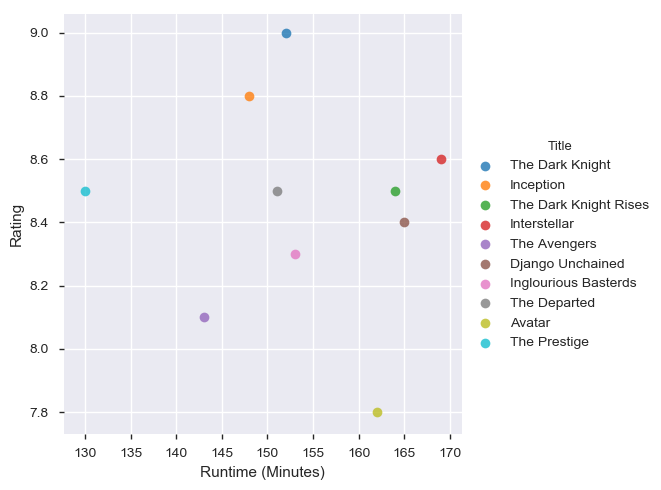 9.0
8.8
8.6
8.4
8.2
8.0
7.8
Rating
130 135 140 145 150 155 160 165 170
Runtime (Minutes)
Title
The Dark Knight
Inception
The Dark Knight Rises
Interstellar
The Avengers
Django Unchained
Inglourious Basterds
The Departed
Avatar
The Prestige